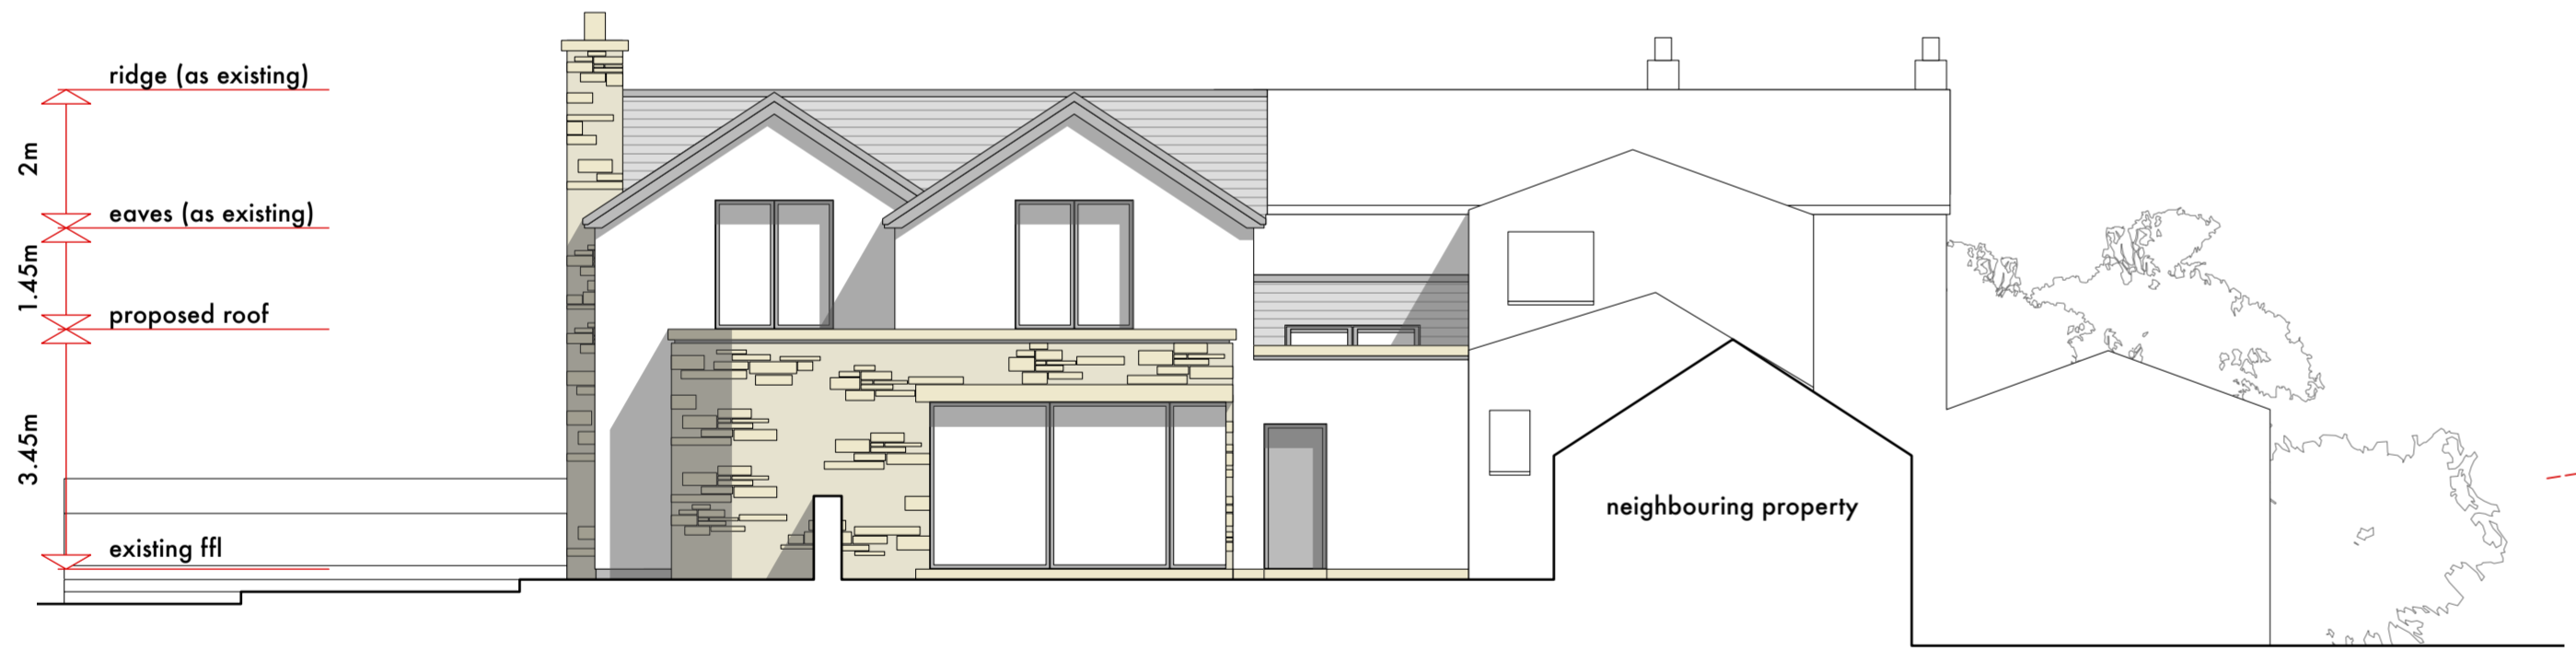 ridge (as existing)
2m
eaves (as existing)
1.45m
proposed roof
3.45m
existing ffl
neighbouring property